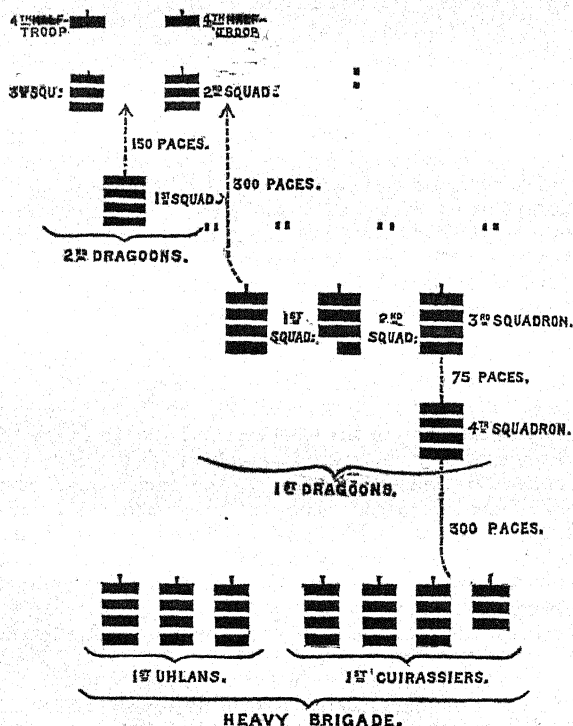 4TH HALF- 4TH HALF-
TROOP TROOP
3RD SQU: 2ND SQUAD:
150 PACES.
1ST SQUAD. 300 PACES.
2ND DRAGOONS.
1ST 2ND 3RD SQUADRON.
SQUAD: SQUAD:
75 PACES.
4TH SQUADRON.
1ST DRAGOONS.
300 PACES.
1ST UHLANS. 1ST CUIRASSIERS.
HEAVY BRIGADE.